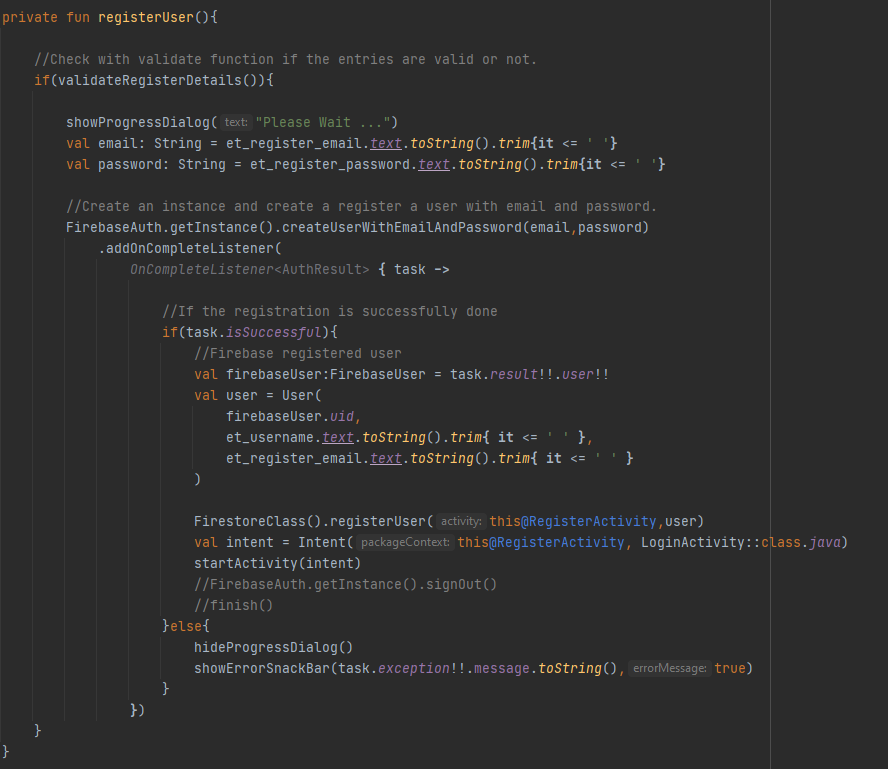 private fun registerUser(){
//Check with validate function if the entries are valid or not.
if(validateRegisterDetails()){
showProgressDialog( text: "Please Wait ...")
val email: String = et_register_email.text.toString().trim{it <= ' '}
val password: String = et_register_password.text.toString().trim{it <= ' '}
//Create an instance and create a register a user with email and password.
FirebaseAuth.getInstance().createUserWithEmailAndPassword(email,password)
.addOnCompleteListener(
OnCompleteListener<AuthResult> { task ->
//If the registration is successfully done
if(task.isSuccessful){
//Firebase registered user
val firebaseUser:FirebaseUser = task.result!!.user!!
val user = User(
firebaseUser.uid,
et_username.text.toString().trim{ it <= ' ' },
et_register_email.text.toString().trim{ it <= ' ' }
)
FirestoreClass().registerUser( activity: this@RegisterActivity,user)
val intent = Intent( packageContext: this@RegisterActivity, LoginActivity::class.java)
startActivity(intent)
//FirebaseAuth.getInstance().signOut()
//finish()
}else{
hideProgressDialog()
showErrorSnackBar(task.exception!!.message.toString(), errorMessage: true)
}
})
}
}